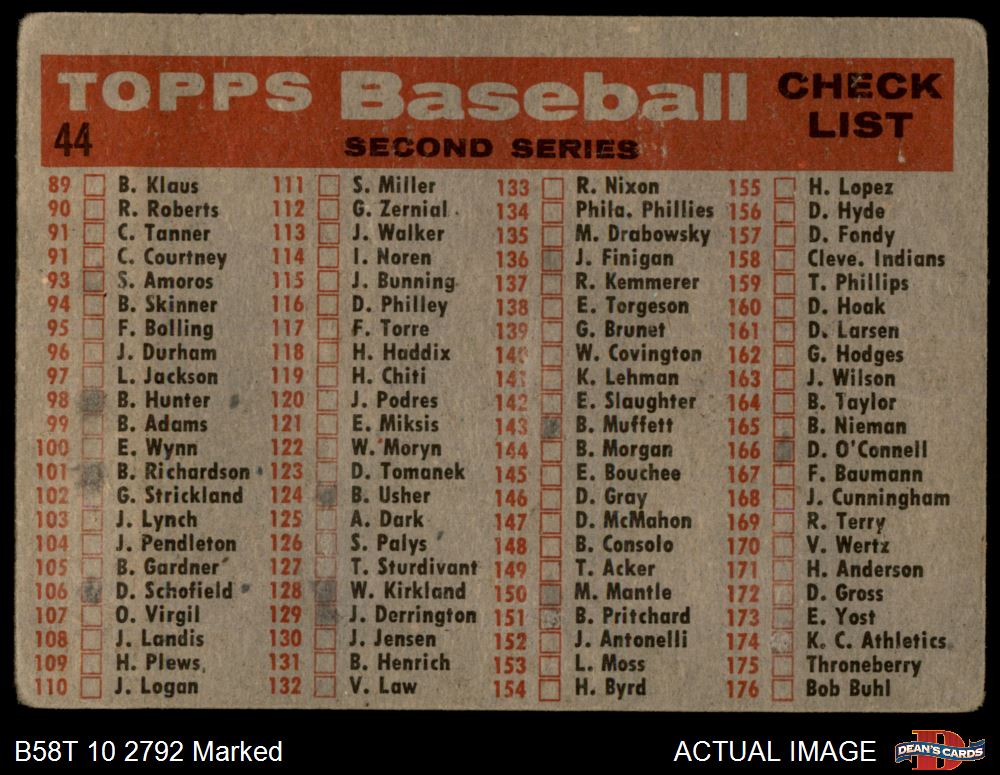 TOPPS Baseball CHECK LIST
44 SECOND SERIES
89 B. Klaus
90 R. Roberts
91 C. Tanner
91 C. Courtney
93 S. Amoros
94 B. Skinner
95 F. Bolling
96 J. Durham
97 L. Jackson
98 B. Hunter
99 B. Adams
100 E. Wynn
101 B. Richardson
102 G. Strickland
103 J. Lynch
104 J. Pendleton
105 B. Gardner
106 D. Schofield
107 O. Virgil
108 J. Landis
109 H. Plews
110 J. Logan
111 S. Miller
112 G. Zernial
113 J. Walker
114 I. Noren
115 J. Bunning
116 D. Philley
117 F. Torre
118 H. Haddix
119 H. Chiti
120 J. Podres
121 E. Miksis
122 W. Moryn
123 D. Tomanek
124 B. Usher
125 A. Dark
126 S. Palys
127 T. Sturdivant
128 W. Kirkland
129 J. Derrington
130 J. Jensen
131 B. Henrich
132 V. Law
133 R. Nixon
134 Phila. Phillies
135 M. Drabowsky
136 J. Finigan
137 R. Kemmerer
138 E. Torgeson
139 G. Brunet
140 W. Covington
141 K. Lehman
142 E. Slaughter
143 B. Muffett
144 B. Morgan
145 E. Bouchee
146 D. Gray
147 D. McMahon
148 B. Consolo
149 T. Acker
150 M. Mantle
151 B. Pritchard
152 J. Antonelli
153 L. Moss
154 H. Byrd
155 H. Lopez
156 D. Hyde
157 D. Fondy
158 Cleve. Indians
159 T. Phillips
160 D. Hoak
161 D. Larsen
162 G. Hodges
163 J. Wilson
164 B. Taylor
165 B. Nieman
166 D. O'Connell
167 F. Baumann
168 J. Cunningham
169 R. Terry
170 V. Wertz
171 H. Anderson
172 D. Gross
173 E. Yost
174 K. C. Athletics
175 Throneberry
176 Bob Buhl
B58T 10 2792 Marked
ACTUAL IMAGE
DEAN'S CARDS